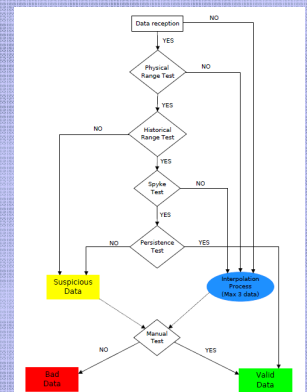 Data reception
NO
YES
Physical
Range Test
NO
YES
NO
Historical
Range Test
YES
Spyke
Test
NO
YES
NO
Persistence
Test
YES
Suspicious
Data
Interpolation
Process
(Max 3 data)
Manual
Test
NO
YES
Bad
Data
Valid
Data